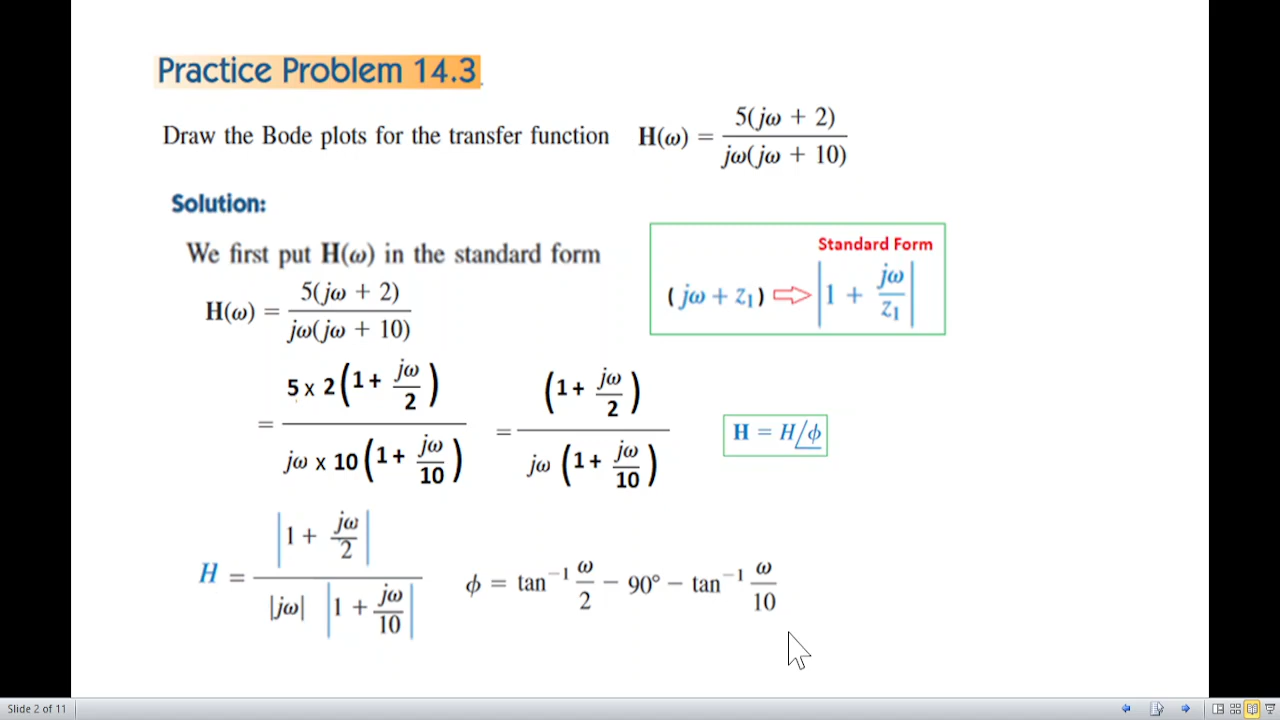 Practice Problem 14.3
Draw the Bode plots for the transfer function H(ω) = 5(jω + 2) / jω(jω + 10)
Solution:
We first put H(ω) in the standard form
Standard Form
( jω + z₁ ) ⇨ |1 + jω/z₁|
H(ω) = 5(jω + 2) / jω(jω + 10)
= 5 x 2 (1 + jω/2) / jω x 10 (1 + jω/10) = (1 + jω/2) / jω (1 + jω/10)
H = H/ϕ
H = |1 + jω/2| / |jω| |1 + jω/10| ϕ = tan⁻¹ ω/2 − 90° − tan⁻¹ ω/10
Slide 2 of 11